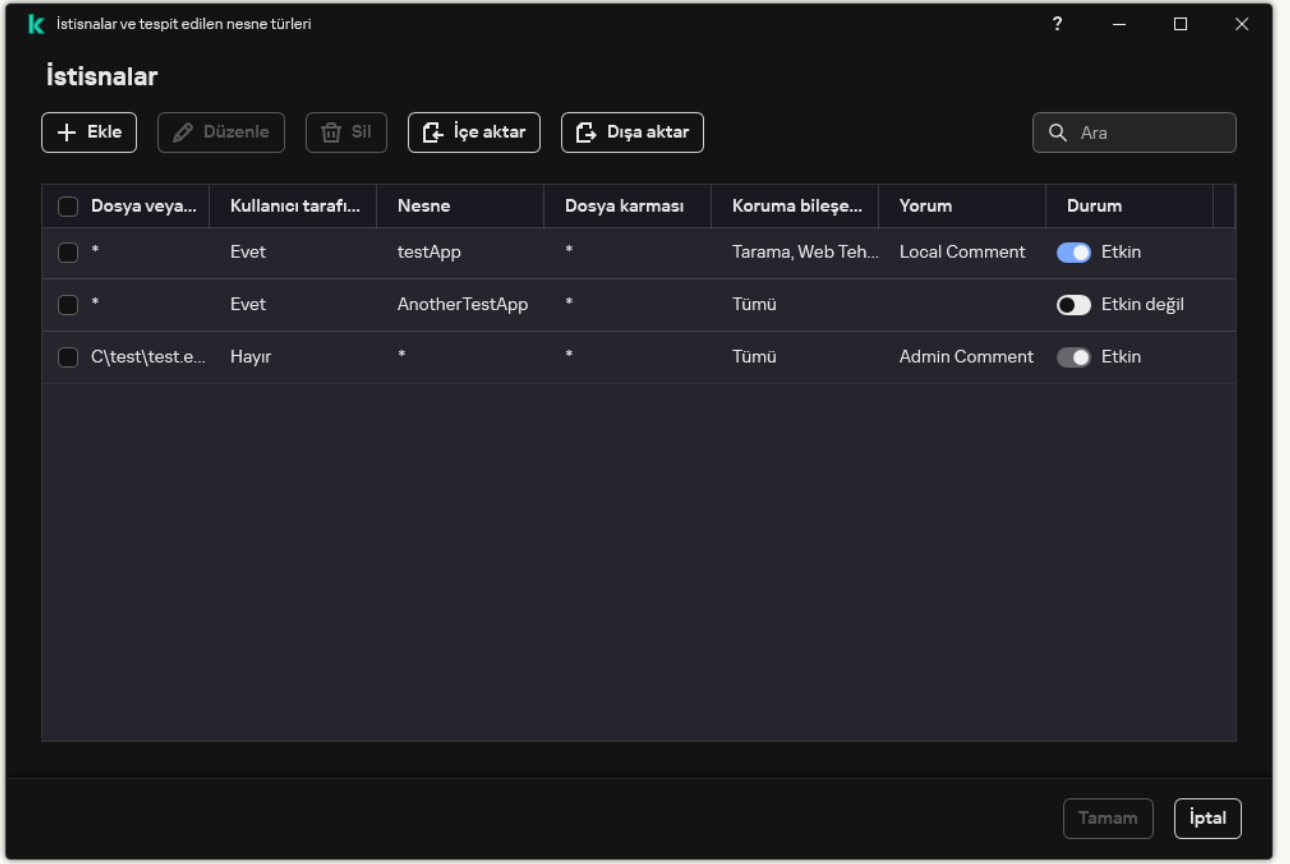 İstisnalar ve tespit edilen nesne türleri ?
İstisnalar
Ekle Düzenle Sil İçe aktar Dışa aktar Ara
Dosya veya... Kullanıcı tarafı... Nesne Dosya karması Koruma bileşe... Yorum Durum
* Evet testApp * Tarama, Web Teh... Local Comment Etkin
* Evet AnotherTestApp * Tümü Etkin değil
C\test\test.e... Hayır * * Tümü Admin Comment Etkin
Tamam İptal